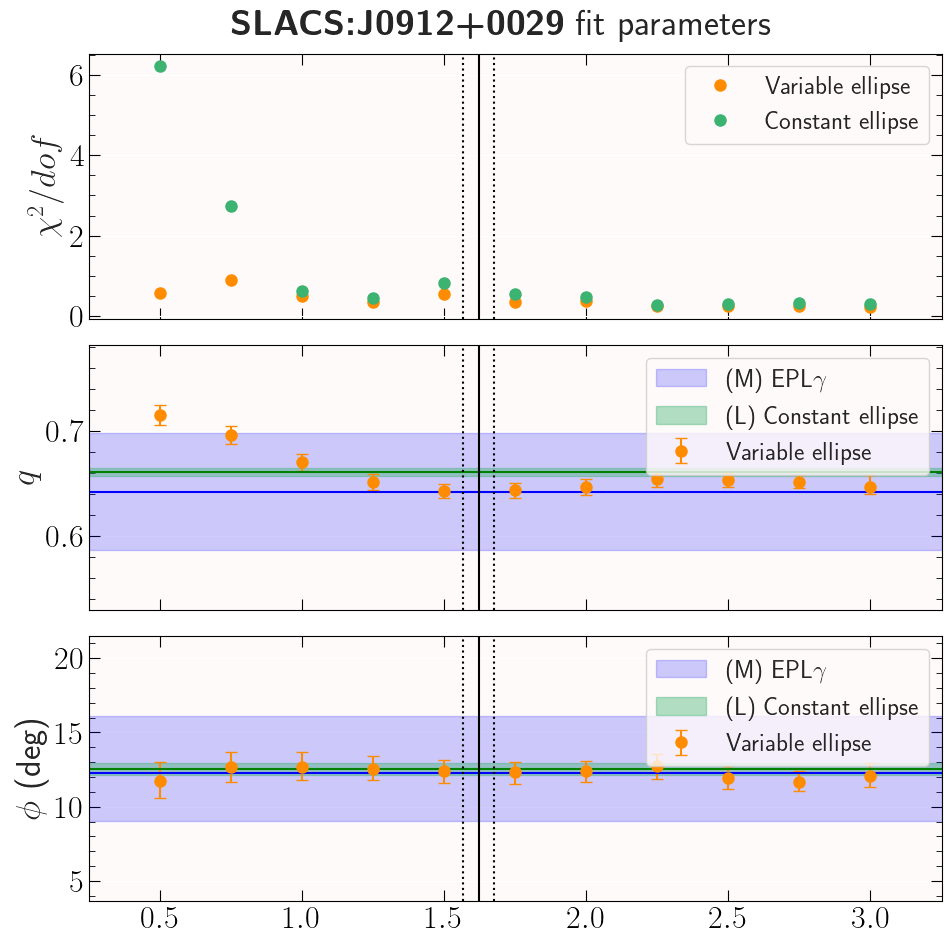 SLACS:J0912+0029 fit parameters
χ²/dof
6
4
2
0
Variable ellipse
Constant ellipse
q
0.7
0.6
(M) EPLγ
(L) Constant ellipse
Variable ellipse
ϕ (deg)
20
15
10
5
(M) EPLγ
(L) Constant ellipse
Variable ellipse
0.5 1.0 1.5 2.0 2.5 3.0